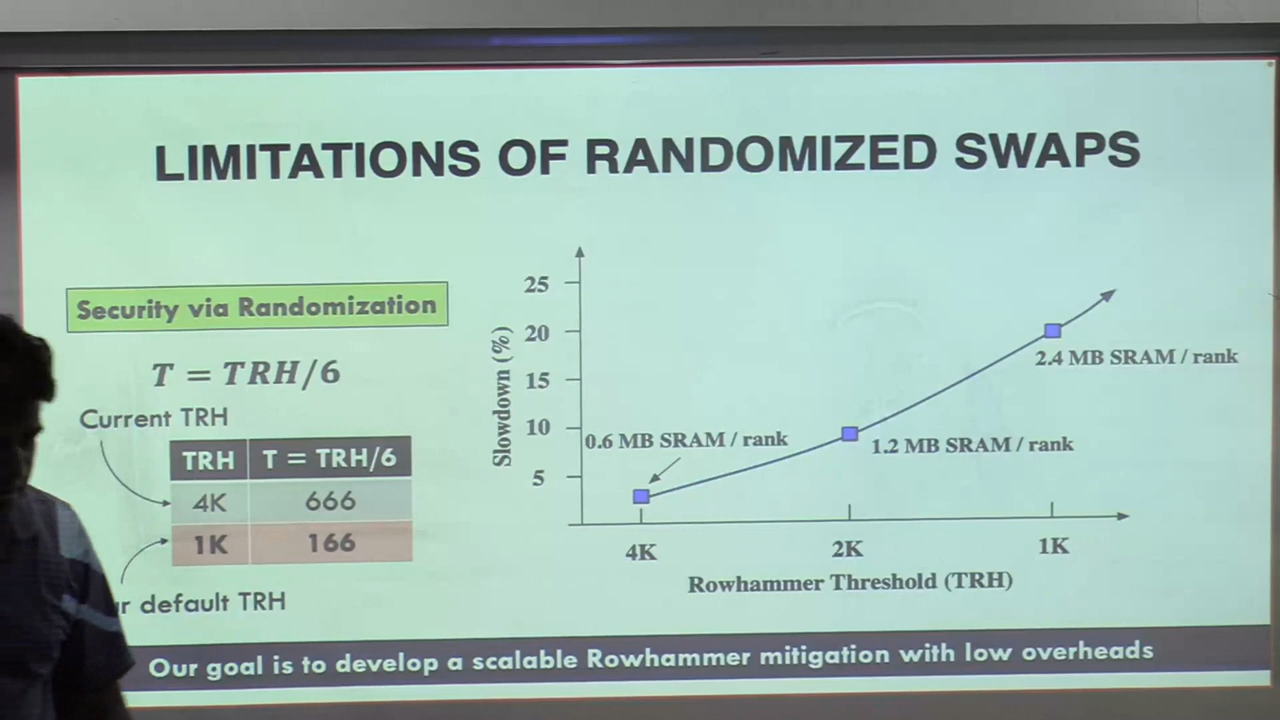 LIMITATIONS OF RANDOMIZED SWAPS
Security via Randomization
T = TRH/6
Current TRH
TRH T = TRH/6
4K 666
1K 166
default TRH
Slowdown (%)
25
20
15
10
5
0.6 MB SRAM / rank
1.2 MB SRAM / rank
2.4 MB SRAM / rank
4K 2K 1K
Rowhammer Threshold (TRH)
Our goal is to develop a scalable Rowhammer mitigation with low overheads